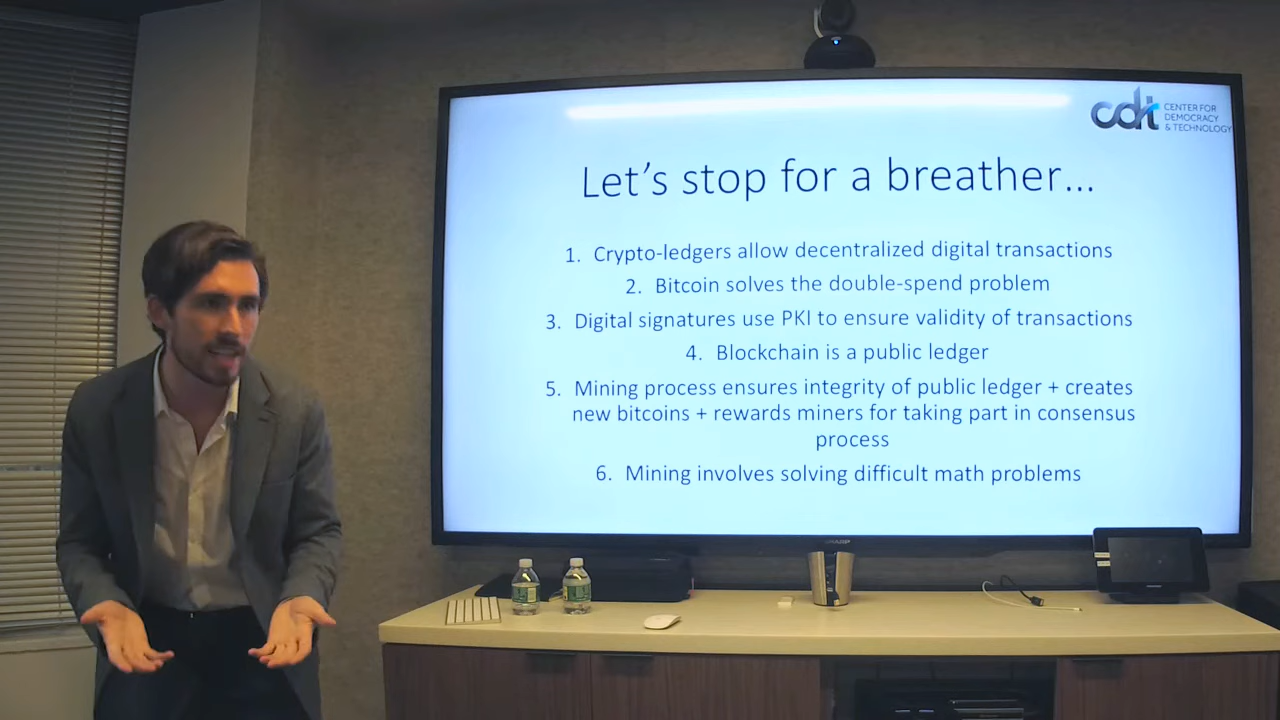 cdt
CENTER FOR
DEMOCRACY
& TECHNOLOGY
Let's stop for a breather...
1. Crypto-ledgers allow decentralized digital transactions
2. Bitcoin solves the double-spend problem
3. Digital signatures use PKI to ensure validity of transactions
4. Blockchain is a public ledger
5. Mining process ensures integrity of public ledger + creates
new bitcoins + rewards miners for taking part in consensus
process
6. Mining involves solving difficult math problems
SHARP